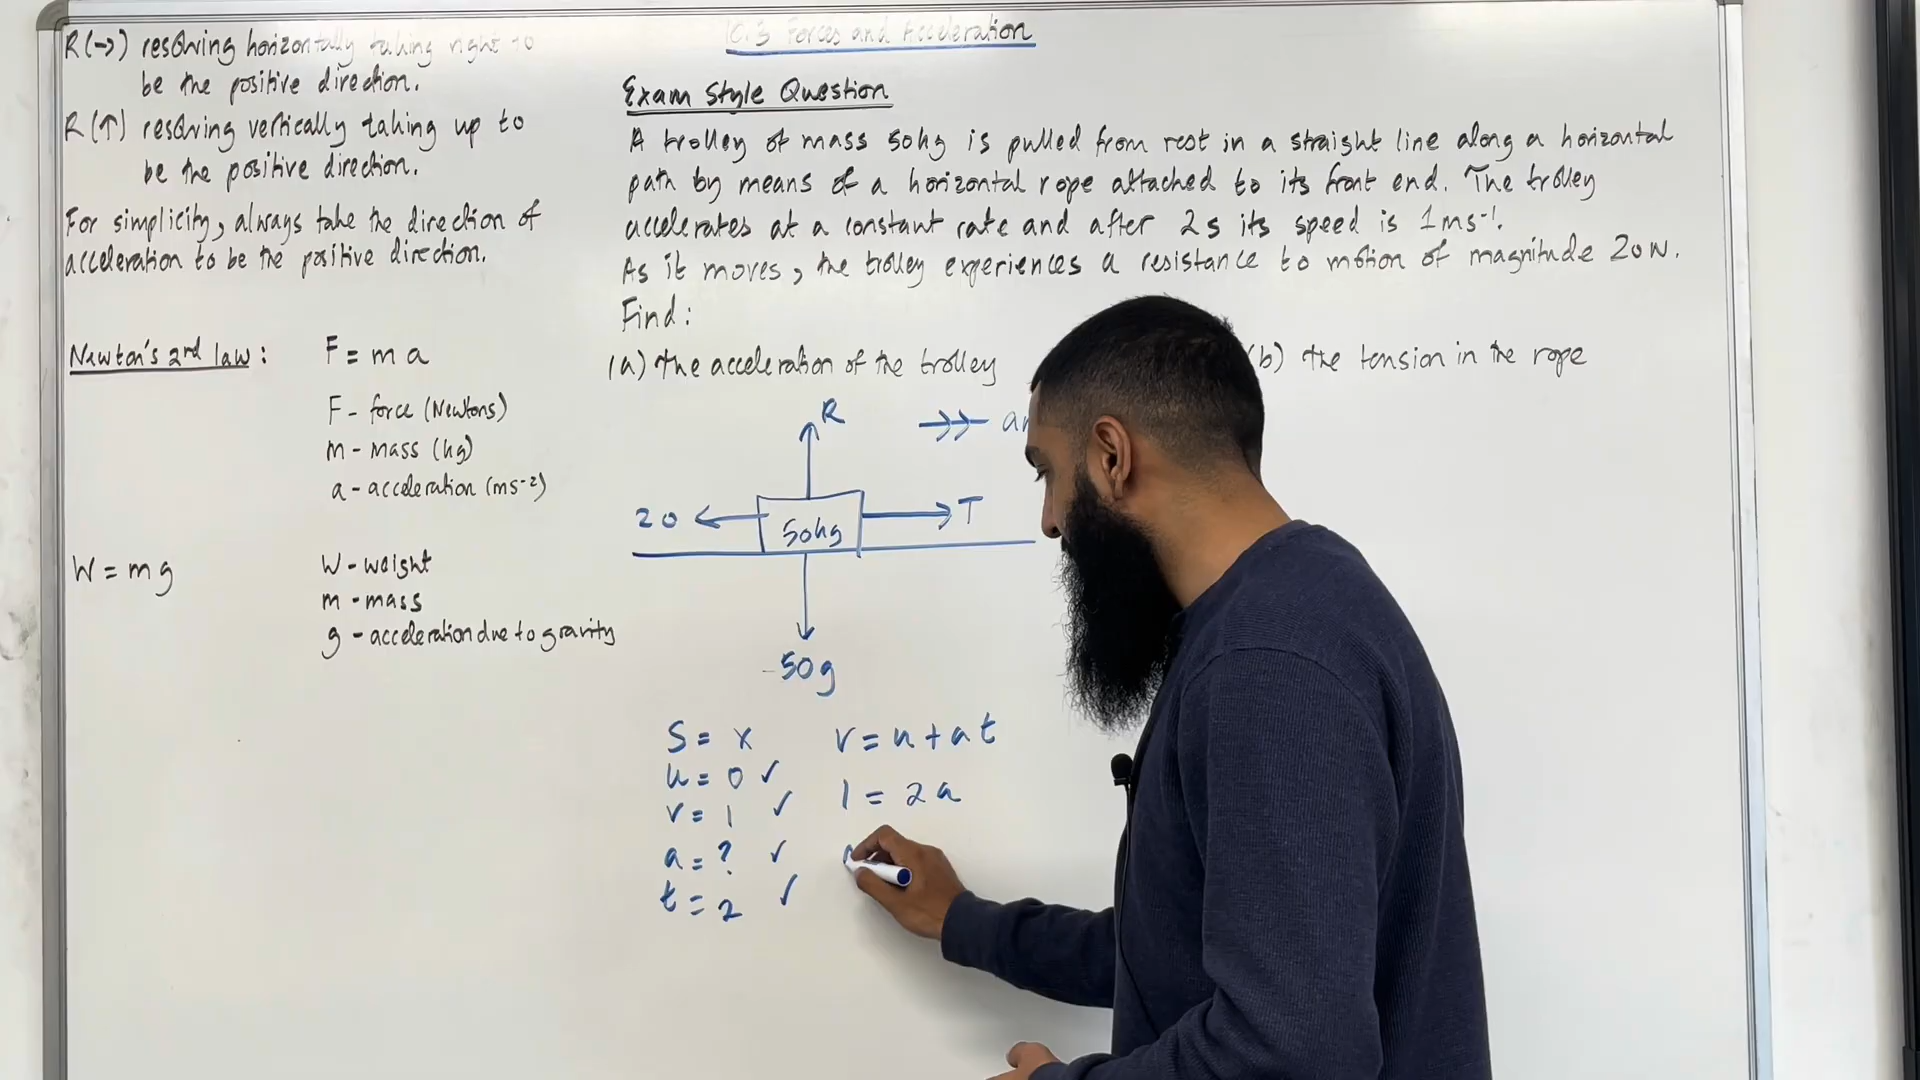 R(→) resolving horizontally taking right to
be the positive direction.
R(↑) resolving vertically taking up to
be the positive direction.
For simplicity, always take the direction of
acceleration to be the positive direction.
Newton's 2nd law: F = ma
F - force (Newtons)
m - mass (kg)
a - acceleration (ms⁻²)
W = mg
W - weight
m - mass
g - acceleration due to gravity
10.3 Forces and Acceleration
Exam Style Question
A trolley of mass 50kg is pulled from rest in a straight line along a horizontal
path by means of a horizontal rope attached to its front end. The trolley
accelerates at a constant rate and after 2s its speed is 1ms⁻¹.
As it moves, the trolley experiences a resistance to motion of magnitude 20N.
Find:
(a) the acceleration of the trolley
(b) the tension in the rope
R
20
50kg
T
50g
S = x
u = 0 ✓
v = 1 ✓
a = ? ✓
t = 2 ✓
v = u + at
1 = 2a